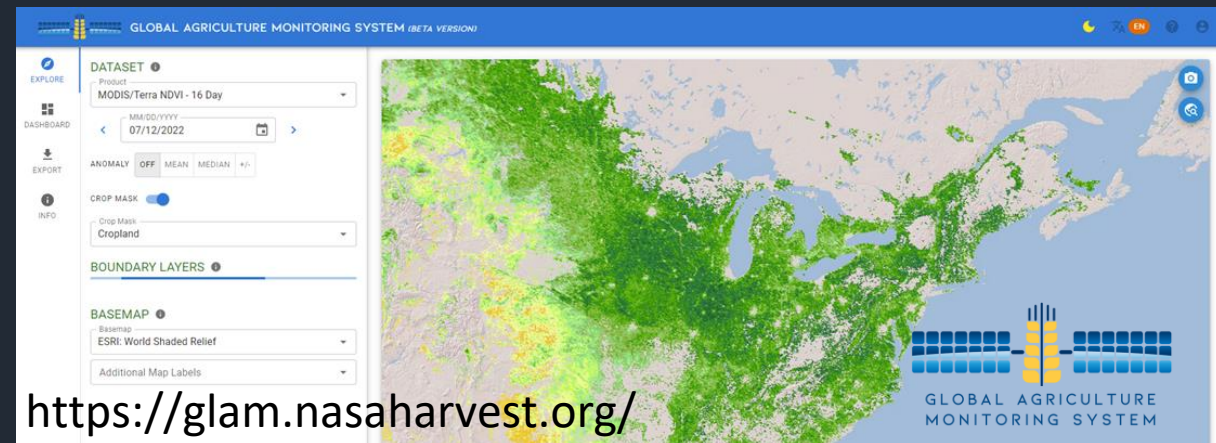 GLOBAL AGRICULTURE MONITORING SYSTEM (BETA VERSION)
EN
EXPLORE
DASHBOARD
EXPORT
INFO
DATASET
Product
MODIS/Terra NDVI - 16 Day
MM/DD/YYYY
07/12/2022
ANOMALY OFF MEAN MEDIAN +/-
CROP MASK
Crop Mask
Cropland
BOUNDARY LAYERS
BASEMAP
Basemap
ESRI: World Shaded Relief
Additional Map Labels
https://glam.nasaharvest.org/
GLOBAL AGRICULTURE
MONITORING SYSTEM